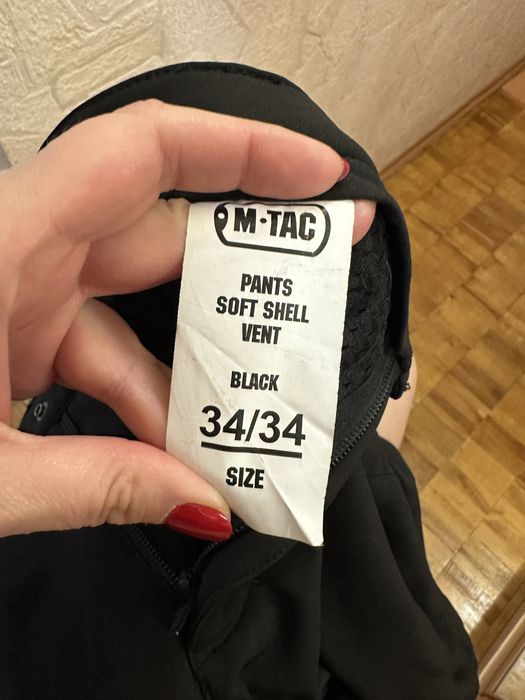 M·TAC
PANTS
SOFT SHELL
VENT
BLACK
34/34
SIZE